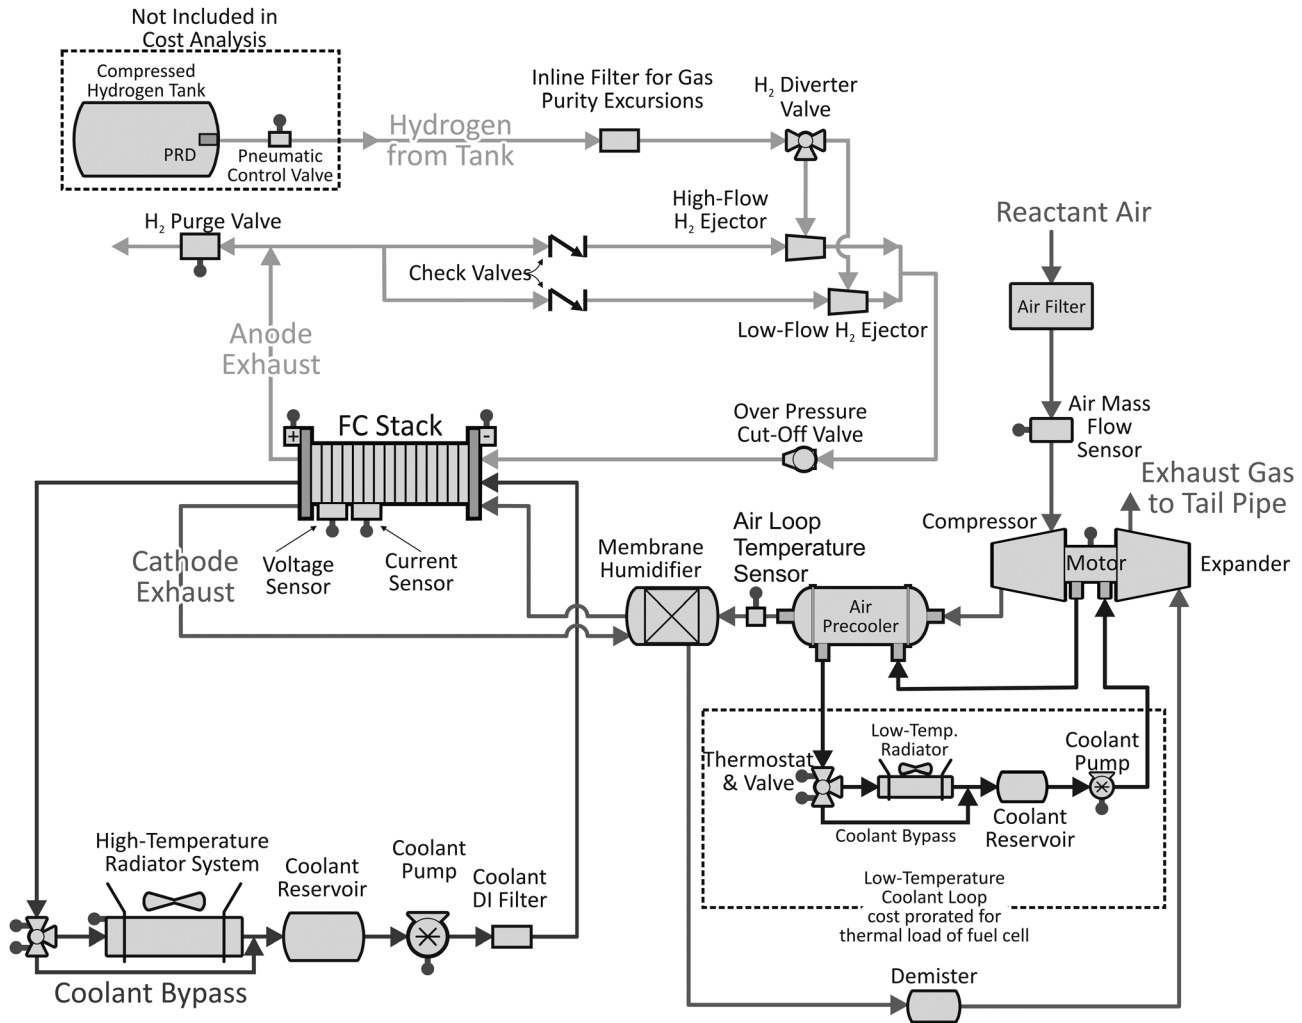 Not Included in
Cost Analysis
Compressed
Hydrogen Tank
PRD
Pneumatic
Control Valve
Hydrogen
from Tank
Inline Filter for Gas
Purity Excursions
H₂ Diverter
Valve
H₂ Purge Valve
Check Valves
High-Flow
H₂ Ejector
Low-Flow H₂ Ejector
Reactant Air
Air Filter
Anode
Exhaust
Air Mass
Flow
Sensor
FC Stack
+
-
Over Pressure
Cut-Off Valve
Exhaust Gas
to Tail Pipe
Compressor
Motor
Expander
Cathode
Exhaust
Voltage
Sensor
Current
Sensor
Membrane
Humidifier
Air Loop
Temperature
Sensor
Air
Precooler
Thermostat
& Valve
Low-Temp.
Radiator
Coolant
Pump
Coolant Bypass
Coolant
Reservoir
Low-Temperature
Coolant Loop
cost prorated for
thermal load of fuel cell
High-Temperature
Radiator System
Coolant
Reservoir
Coolant
Pump
Coolant
DI Filter
Coolant Bypass
Demister